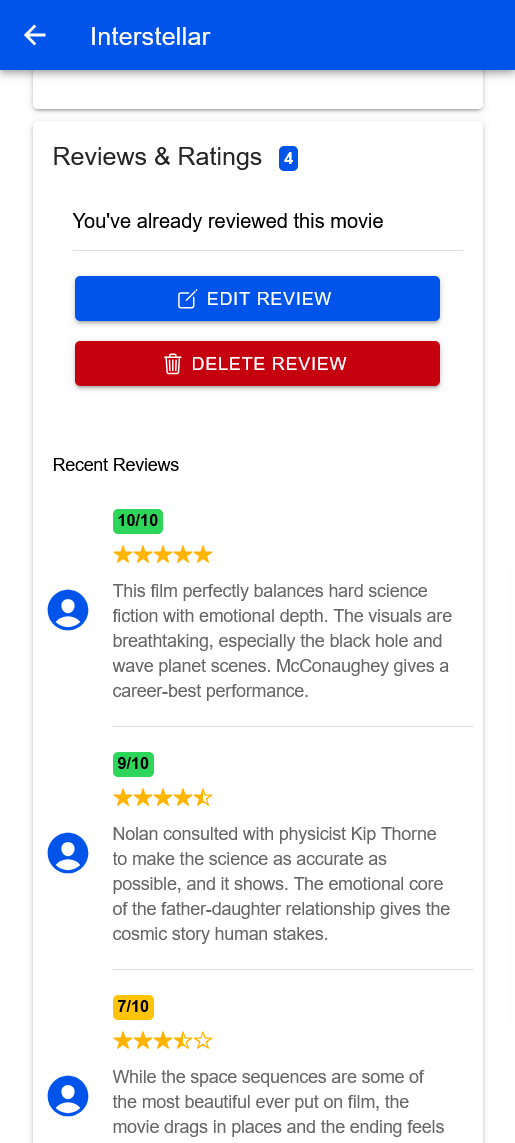 Interstellar
Reviews & Ratings 4
You've already reviewed this movie
EDIT REVIEW
DELETE REVIEW
Recent Reviews
10/10
This film perfectly balances hard science
fiction with emotional depth. The visuals are
breathtaking, especially the black hole and
wave planet scenes. McConaughey gives a
career-best performance.
9/10
Nolan consulted with physicist Kip Thorne
to make the science as accurate as
possible, and it shows. The emotional core
of the father-daughter relationship gives the
cosmic story human stakes.
7/10
While the space sequences are some of
the most beautiful ever put on film, the
movie drags in places and the ending feels